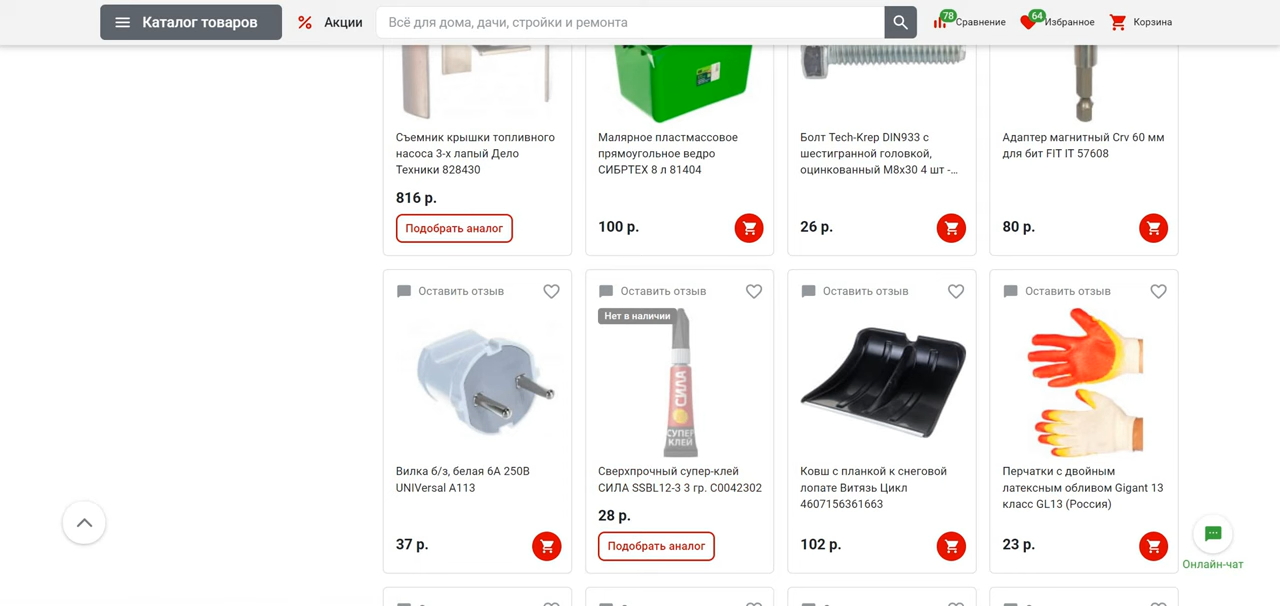 Каталог товаров
Акции
Всё для дома, дачи, стройки и ремонта
78
Сравнение
64
Избранное
Корзина
Съемник крышки топливного
насоса 3-х лапый Дело
Техники 828430
816 р.
Подобрать аналог
Малярное пластмассовое
прямоугольное ведро
СИБРТЕХ 8 л 81404
100 р.
Болт Tech-Krep DIN933 с
шестигранной головкой,
оцинкованный М8х30 4 шт -...
26 р.
Адаптер магнитный Crv 60 мм
для бит FIT IT 57608
80 р.
Оставить отзыв
Вилка б/з, белая 6А 250В
UNIVersal A113
37 р.
Оставить отзыв
Нет в наличии
СИЛА
СУПЕР
КЛЕЙ
Сверхпрочный супер-клей
СИЛА SSBL12-3 3 гр. С0042302
28 р.
Подобрать аналог
Оставить отзыв
Ковш с планкой к снеговой
лопате Витязь Цикл
4607156361663
102 р.
Оставить отзыв
Перчатки с двойным
латексным обливом Gigant 13
класс GL13 (Россия)
23 р.
Онлайн-чат